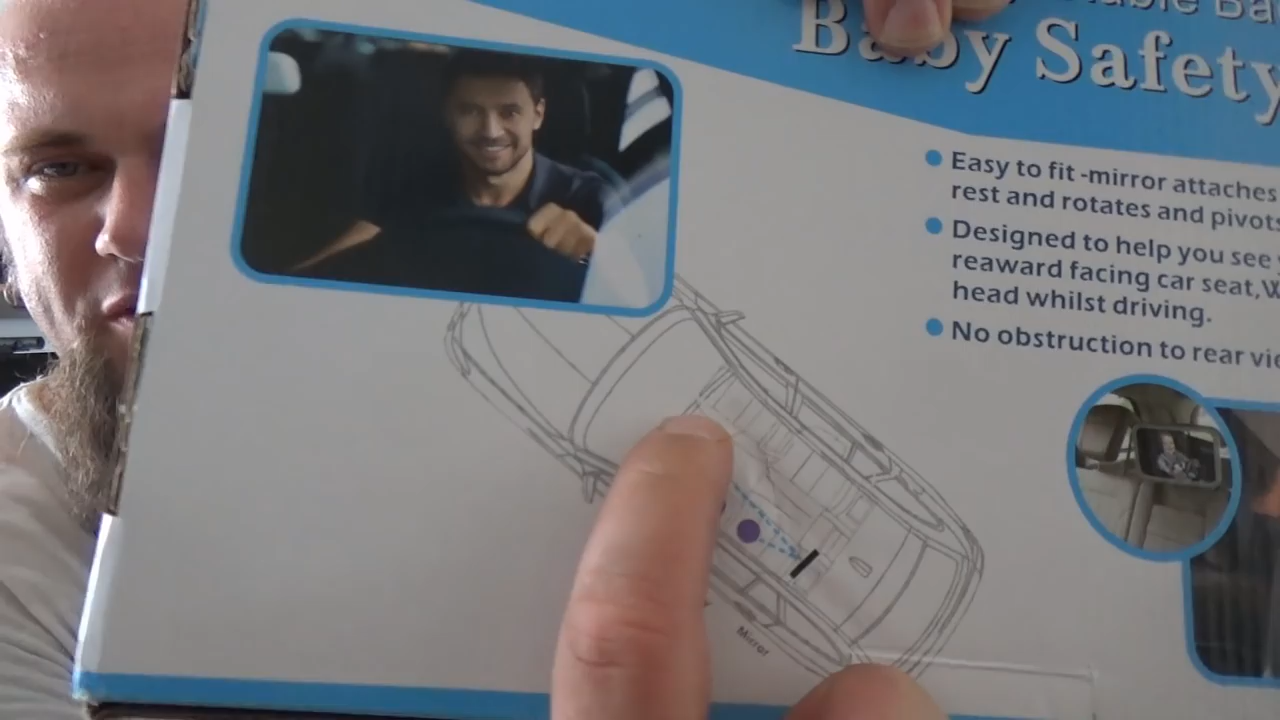 Baby Safety
Easy to fit -mirror attaches
rest and rotates and pivots
Designed to help you see
reaward facing car seat,W
head whilst driving.
No obstruction to rear vi
Mirror